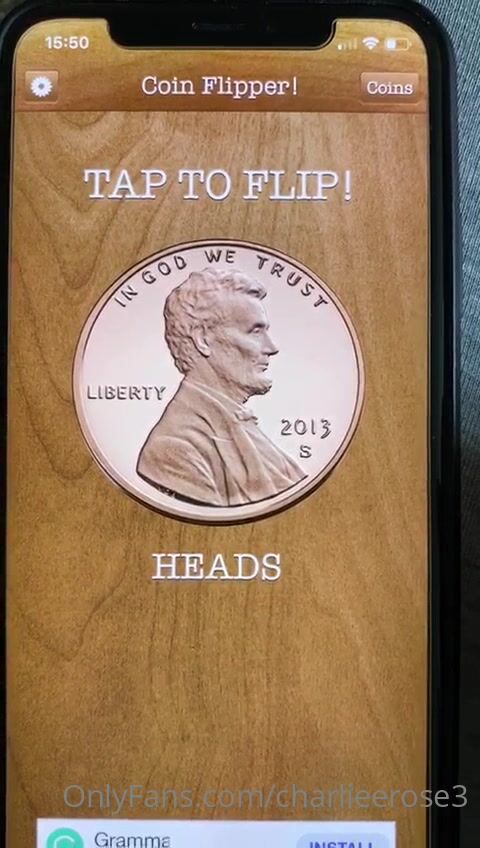 15:50
Coin Flipper!
Coins
TAP TO FLIP!
IN GOD WE TRUST
LIBERTY
2013
S
HEADS
OnlyFans.com/charlieerose3
Gramma
INSTALL